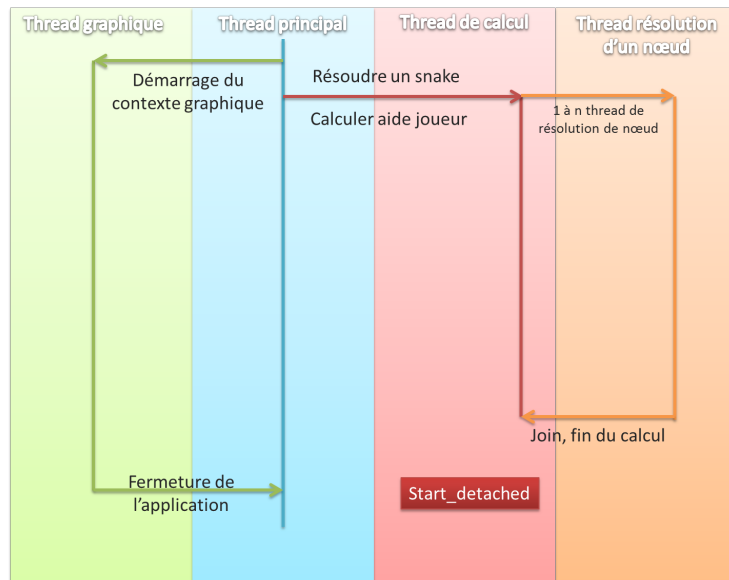 Thread graphique
Thread principal
Thread de calcul
Thread résolution
d'un nœud
Démarrage du
contexte graphique
Résoudre un snake
Calculer aide joueur
1 à n thread de
résolution de nœud
Join, fin du calcul
Fermeture de
l'application
Start_detached